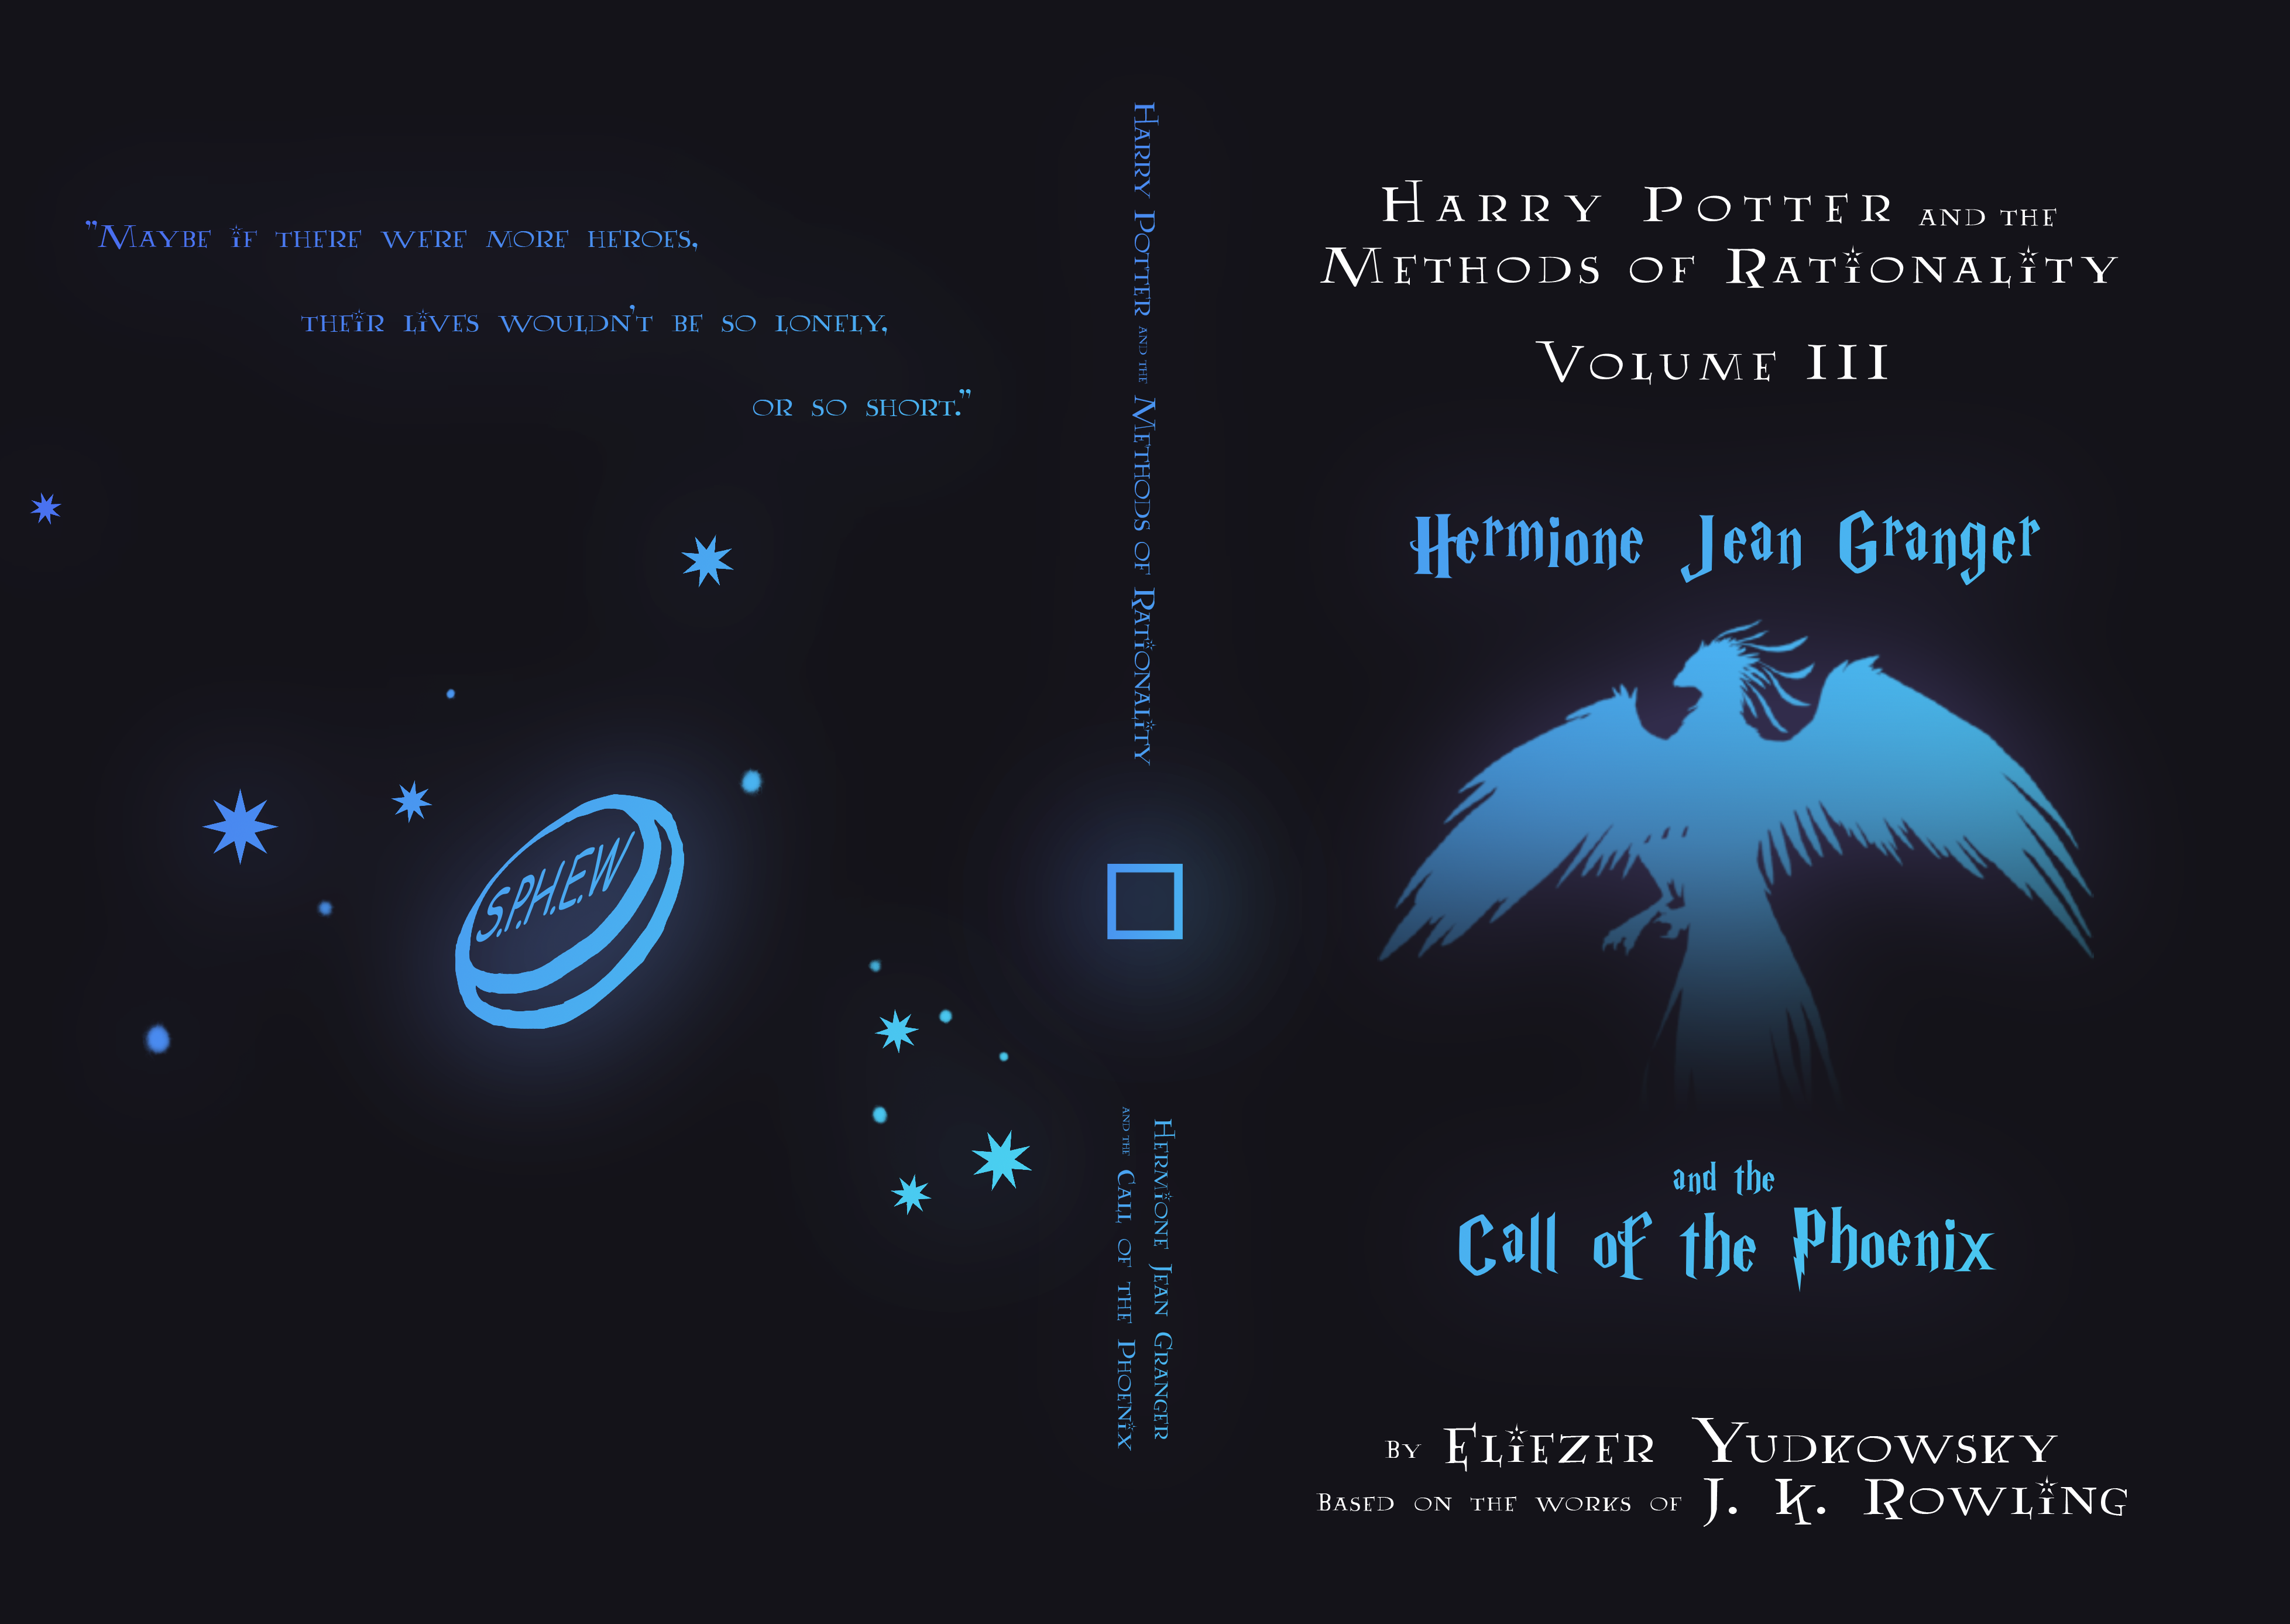 ”Maybe if there were more heroes,
their lives wouldn’t be so lonely,
or so short.”
S.P.H.E.W
Harry Potter and the Methods of Rationality
Hermione Jean Granger
and the Call of the Phoenix
Harry Potter and the
Methods of Rationality
Volume III
Hermione Jean Granger
and the
Call of the Phoenix
By Eliezer Yudkowsky
Based on the works of J. K. Rowling